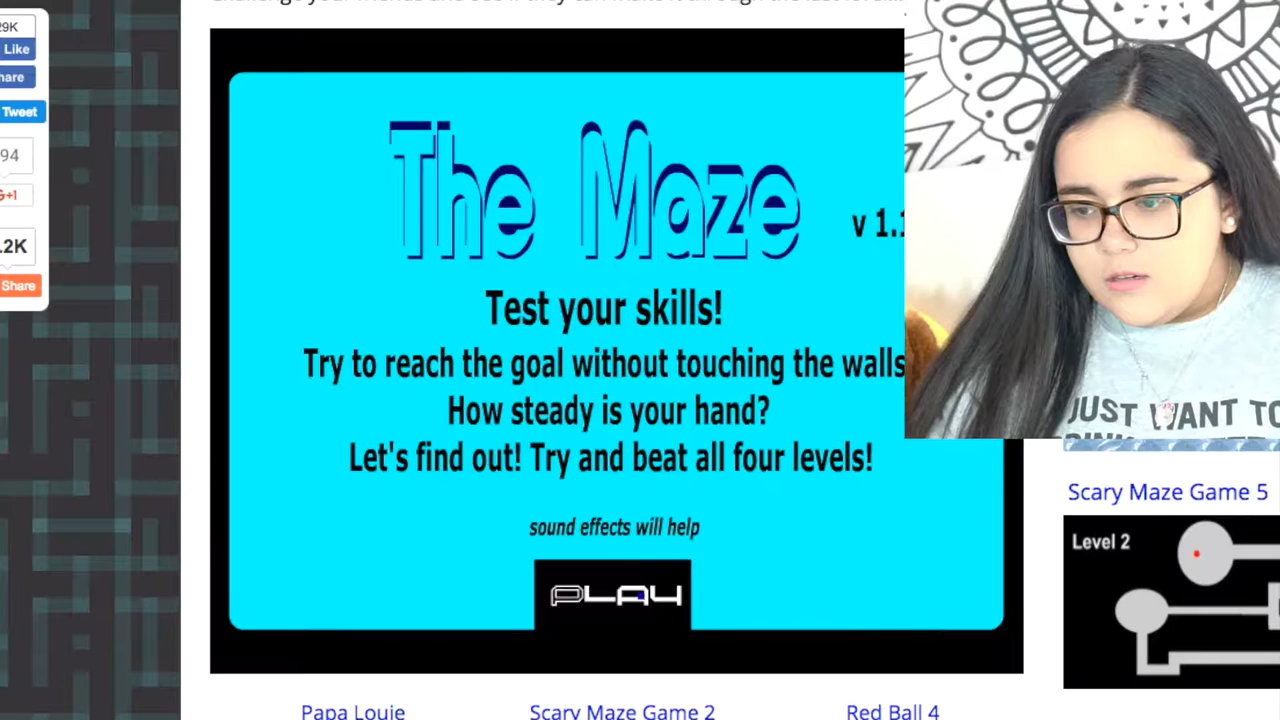 29K
Like
hare
Tweet
94
+1
.2K
Share
The Maze
v 1.1
Test your skills!
Try to reach the goal without touching the walls
How steady is your hand?
Let's find out! Try and beat all four levels!
sound effects will help
PLAY
JUST WANT TO
Scary Maze Game 5
Level 2
Papa Louie
Scary Maze Game 2
Red Ball 4